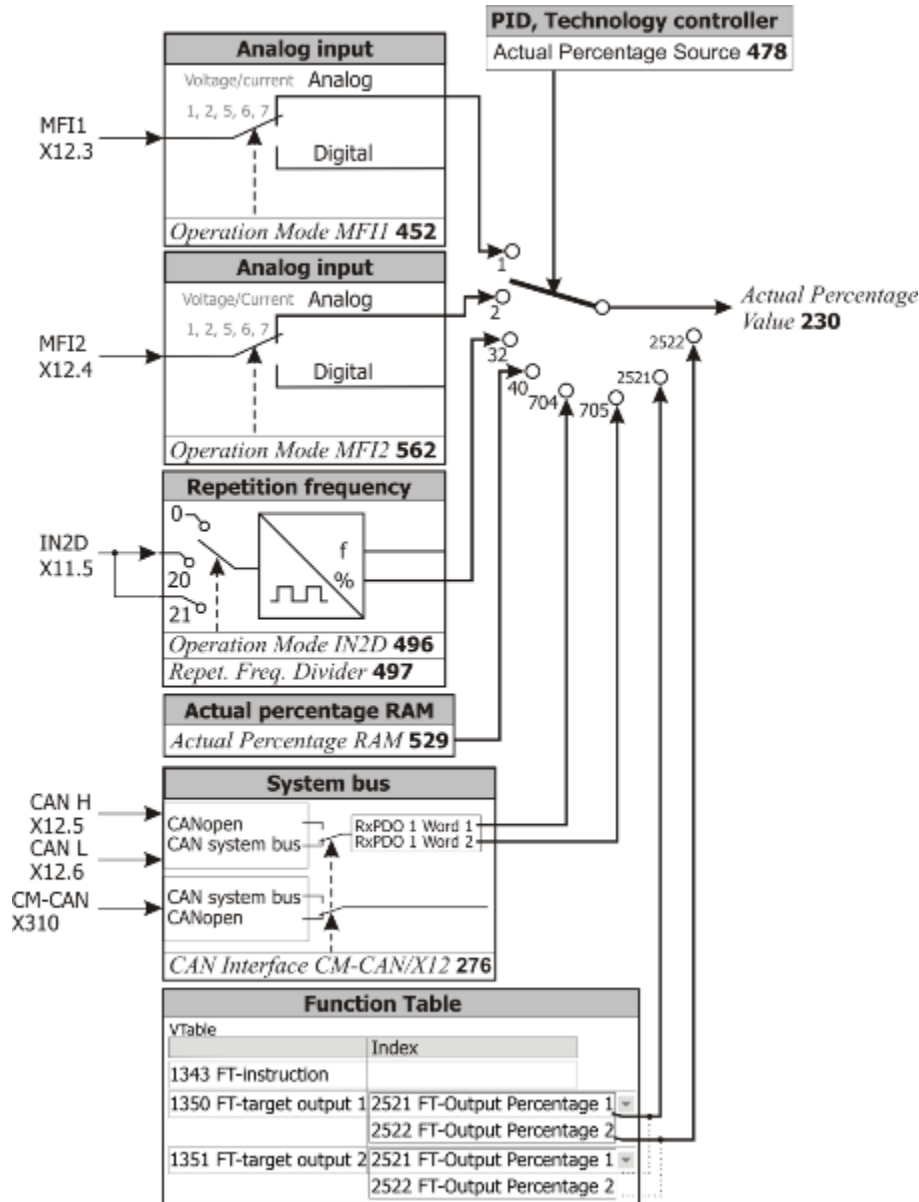 PID, Technology controller
Actual Percentage Source 478
Analog input
Voltage/current Analog
1, 2, 5, 6, 7
MFI1
X12.3
Digital
Operation Mode MFI1 452
Analog input
Voltage/Current Analog
1, 2, 5, 6, 7
MFI2
X12.4
Digital
Operation Mode MFI2 562
1
2
32
40
704
705
2521
2522
Actual Percentage
Value 230
Repetition frequency
0
IN2D
X11.5
20
21
f
%
Operation Mode IN2D 496
Repet. Freq. Divider 497
Actual percentage RAM
Actual Percentage RAM 529
System bus
CAN H
X12.5
CAN L
X12.6
CANopen
CAN system bus
RxPDO 1 Word 1
RxPDO 1 Word 2
CM-CAN
X310
CAN system bus
CANopen
CAN Interface CM-CAN/X12 276
Function Table
VTable
Index
1343 FT-instruction
1350 FT-target output 1 2521 FT-Output Percentage 1
2522 FT-Output Percentage 2
1351 FT-target output 2 2521 FT-Output Percentage 1
2522 FT-Output Percentage 2